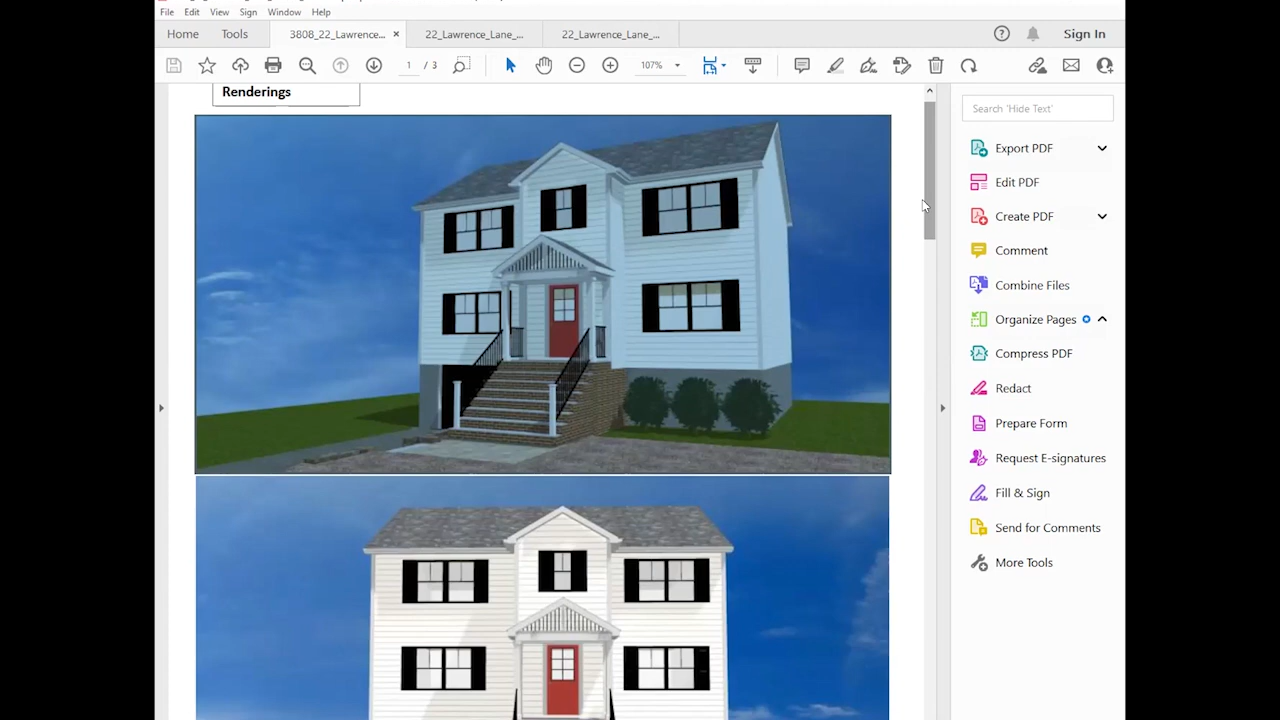 File Edit View Sign Window Help
Home Tools 3808_22_Lawrence... × 22_Lawrence_Lane_... 22_Lawrence_Lane_... Sign In
1 / 3 107%
Renderings
Search 'Hide Text'
Export PDF
Edit PDF
Create PDF
Comment
Combine Files
Organize Pages
Compress PDF
Redact
Prepare Form
Request E-signatures
Fill & Sign
Send for Comments
More Tools